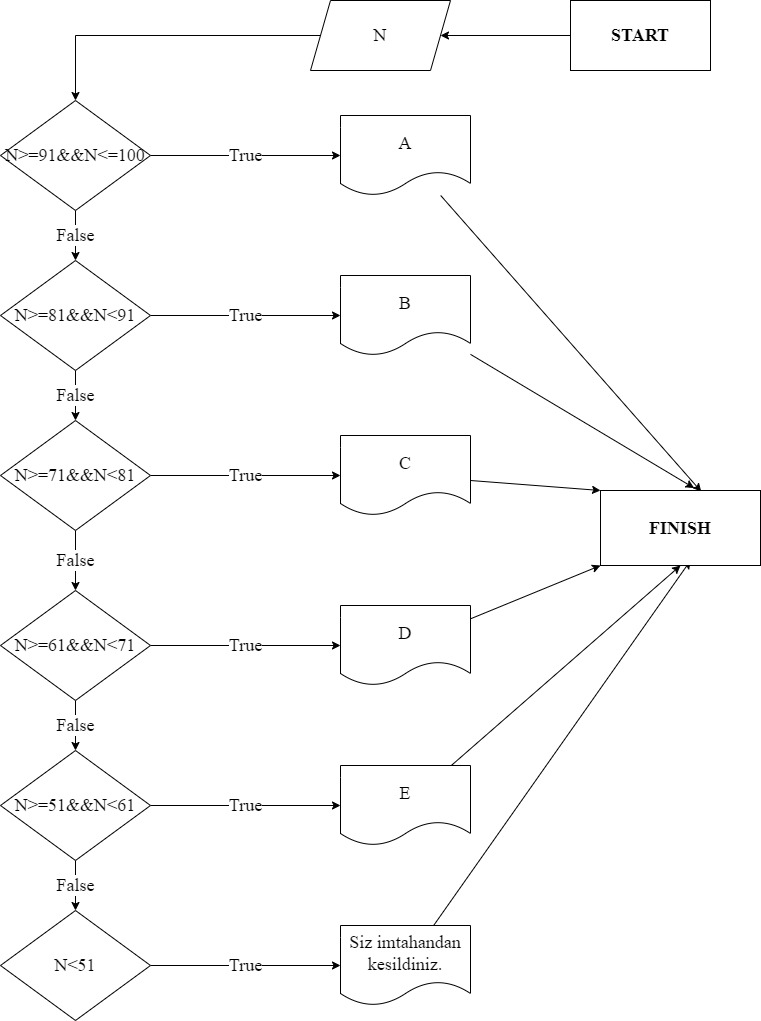 N
START
N>=91&&N<=100
True
A
False
N>=81&&N<91
True
B
False
N>=71&&N<81
True
C
FINISH
False
N>=61&&N<71
True
D
False
N>=51&&N<61
True
E
False
N<51
True
Siz imtahandan
kesildiniz.